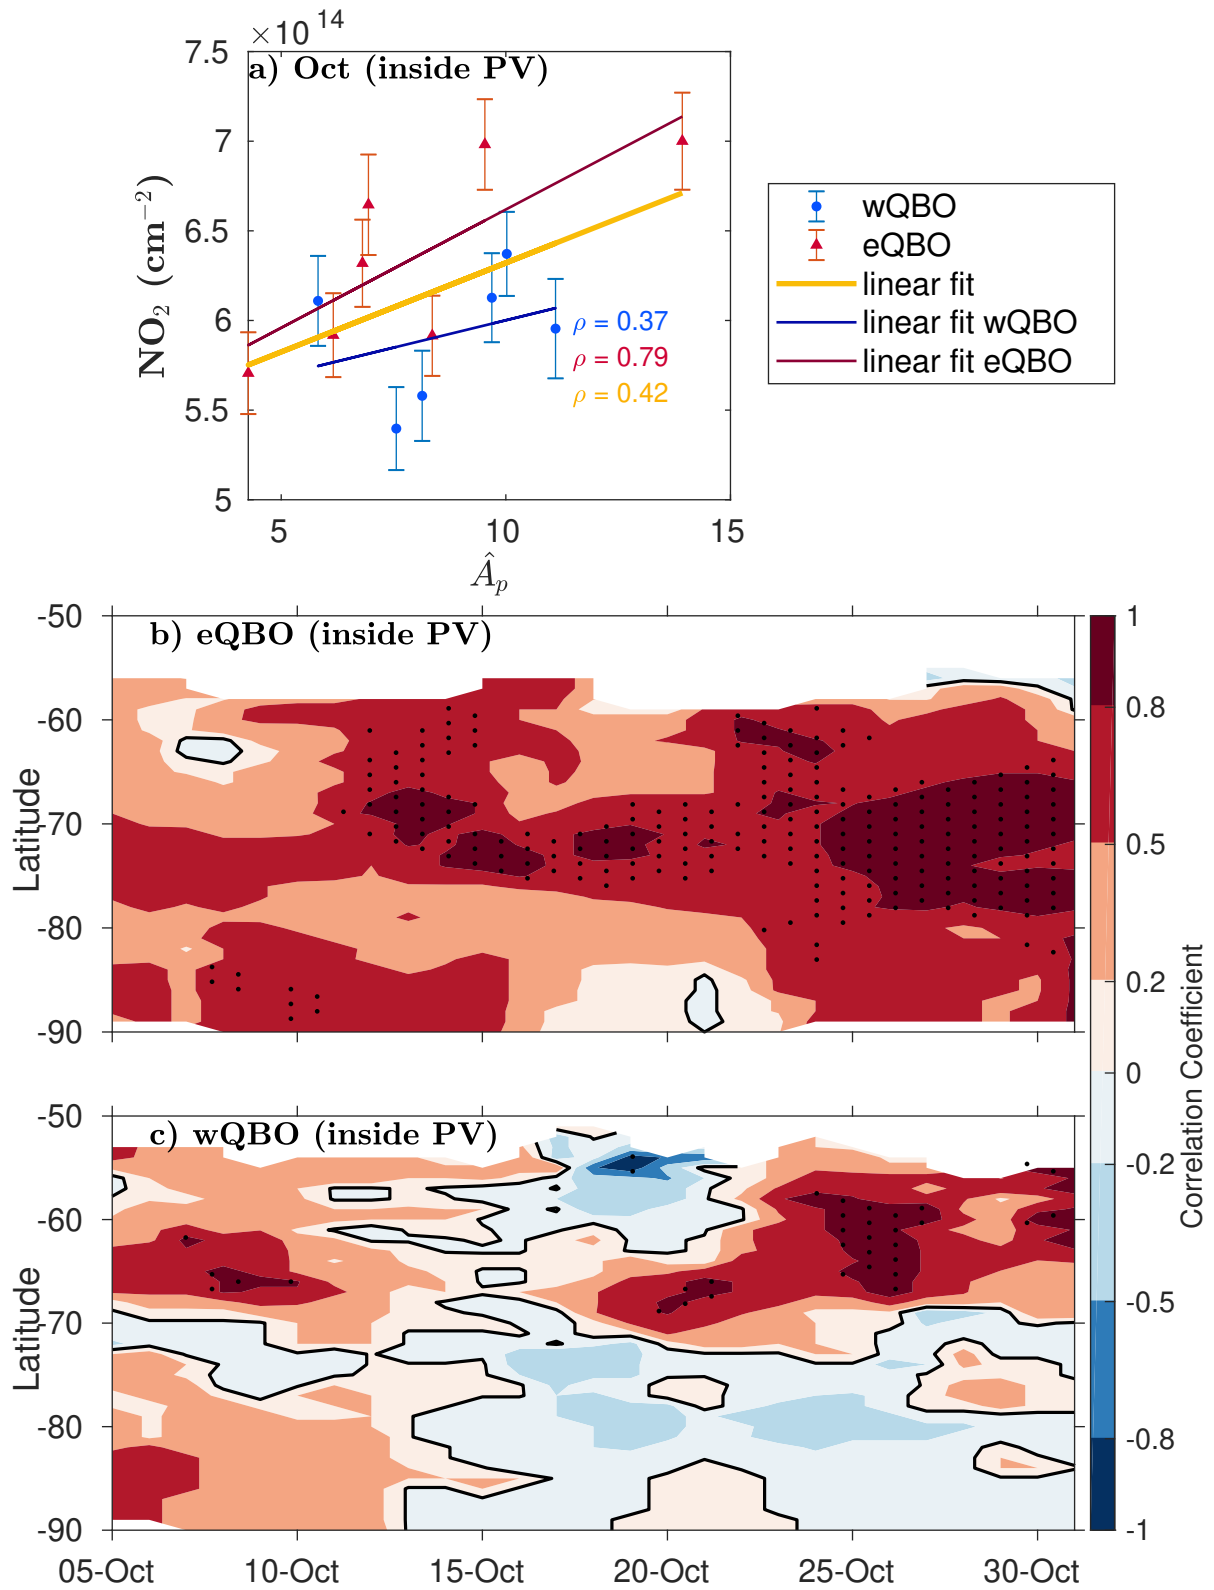 ×10 14
7.5
a) Oct (inside PV)
7
6.5
6
5.5
5
NO2 (cm−2)
ρ = 0.37
ρ = 0.79
ρ = 0.42
5
10
15
Âp
wQBO
eQBO
linear fit
linear fit wQBO
linear fit eQBO
-50
b) eQBO (inside PV)
-60
-70
-80
-90
Latitude
1
0.8
0.5
0.2
0
-0.2
-0.5
-0.8
-1
Correlation Coefficient
-50
c) wQBO (inside PV)
-60
-70
-80
-90
Latitude
05-Oct
10-Oct
15-Oct
20-Oct
25-Oct
30-Oct